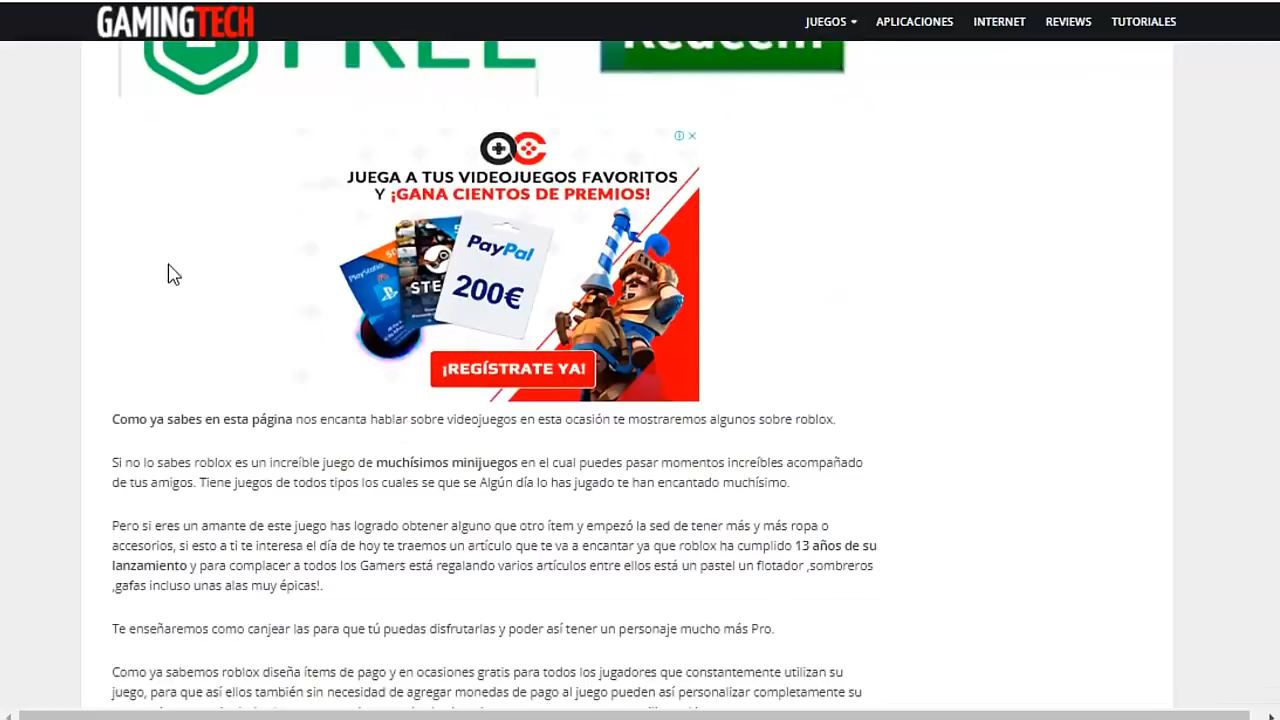 GAMINGTECH
JUEGOS APLICACIONES INTERNET REVIEWS TUTORIALES
FREE
Redeem
JUEGA A TUS VIDEOJUEGOS FAVORITOS
Y ¡GANA CIENTOS DE PREMIOS!
PayPal
200€
PlayStation
STE
¡REGÍSTRATE YA!
Como ya sabes en esta página nos encanta hablar sobre videojuegos en esta ocasión te mostraremos algunos sobre roblox.
Si no lo sabes roblox es un increíble juego de muchísimos minijuegos en el cual puedes pasar momentos increíbles acompañado
de tus amigos. Tiene juegos de todos tipos los cuales se que se Algún día lo has jugado te han encantado muchísimo.
Pero si eres un amante de este juego has logrado obtener alguno que otro ítem y empezó la sed de tener más y más ropa o
accesorios, si esto a ti te interesa el día de hoy te traemos un artículo que te va a encantar ya que roblox ha cumplido 13 años de su
lanzamiento y para complacer a todos los Gamers está regalando varios artículos entre ellos está un pastel un flotador ,sombreros
,gafas incluso unas alas muy épicas!.
Te enseñaremos como canjear las para que tú puedas disfrutarlas y poder así tener un personaje mucho más Pro.
Como ya sabemos roblox diseña ítems de pago y en ocasiones gratis para todos los jugadores que constantemente utilizan su
juego, para que así ellos también sin necesidad de agregar monedas de pago al juego pueden así personalizar completamente su